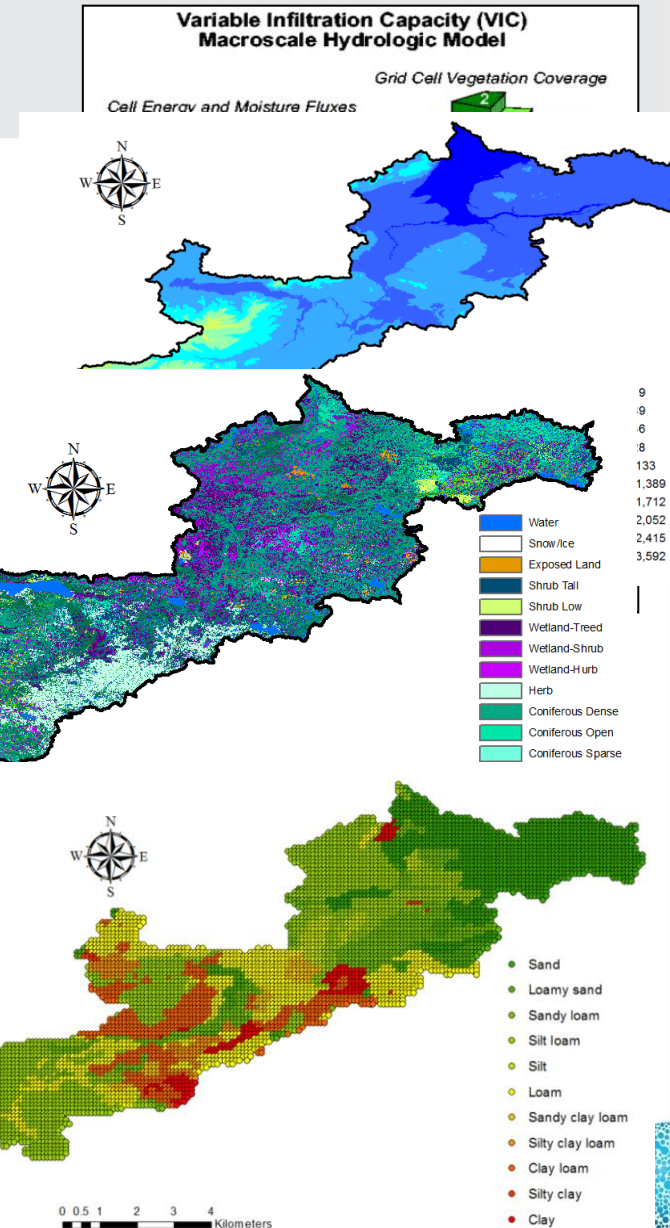 Variable Infiltration Capacity (VIC)
Macroscale Hydrologic Model
Grid Cell Vegetation Coverage
2
Cell Energy and Moisture Fluxes
N
W E
S
N
W E
S
9
39
28
133
1,389
1,712
2,052
2,415
3,592
Water
Snow/Ice
Exposed Land
Shrub Tall
Shrub Low
Wetland-Treed
Wetland-Shrub
Wetland-Hurb
Herb
Coniferous Dense
Coniferous Open
Coniferous Sparse
N
W E
S
Sand
Loamy sand
Sandy loam
Silt loam
Silt
Loam
Sandy clay loam
Silty clay loam
Clay loam
Silty clay
Clay
0 0.5 1 2 3 4
Kilometers